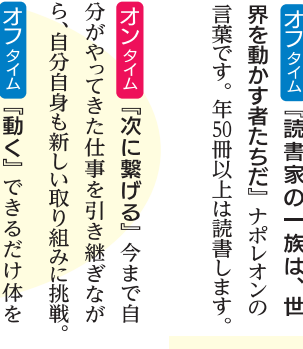 オフタイム『読書家の一族は、世
界を動かす者たちだ』ナポレオンの
言葉です。年50冊以上は読書します。
オンタイム『次に繋げる』今まで自
分がやってきた仕事を引き継ぎなが
ら、自分自身も新しい取り組みに挑戦。
オフタイム『動く』できるだけ体を